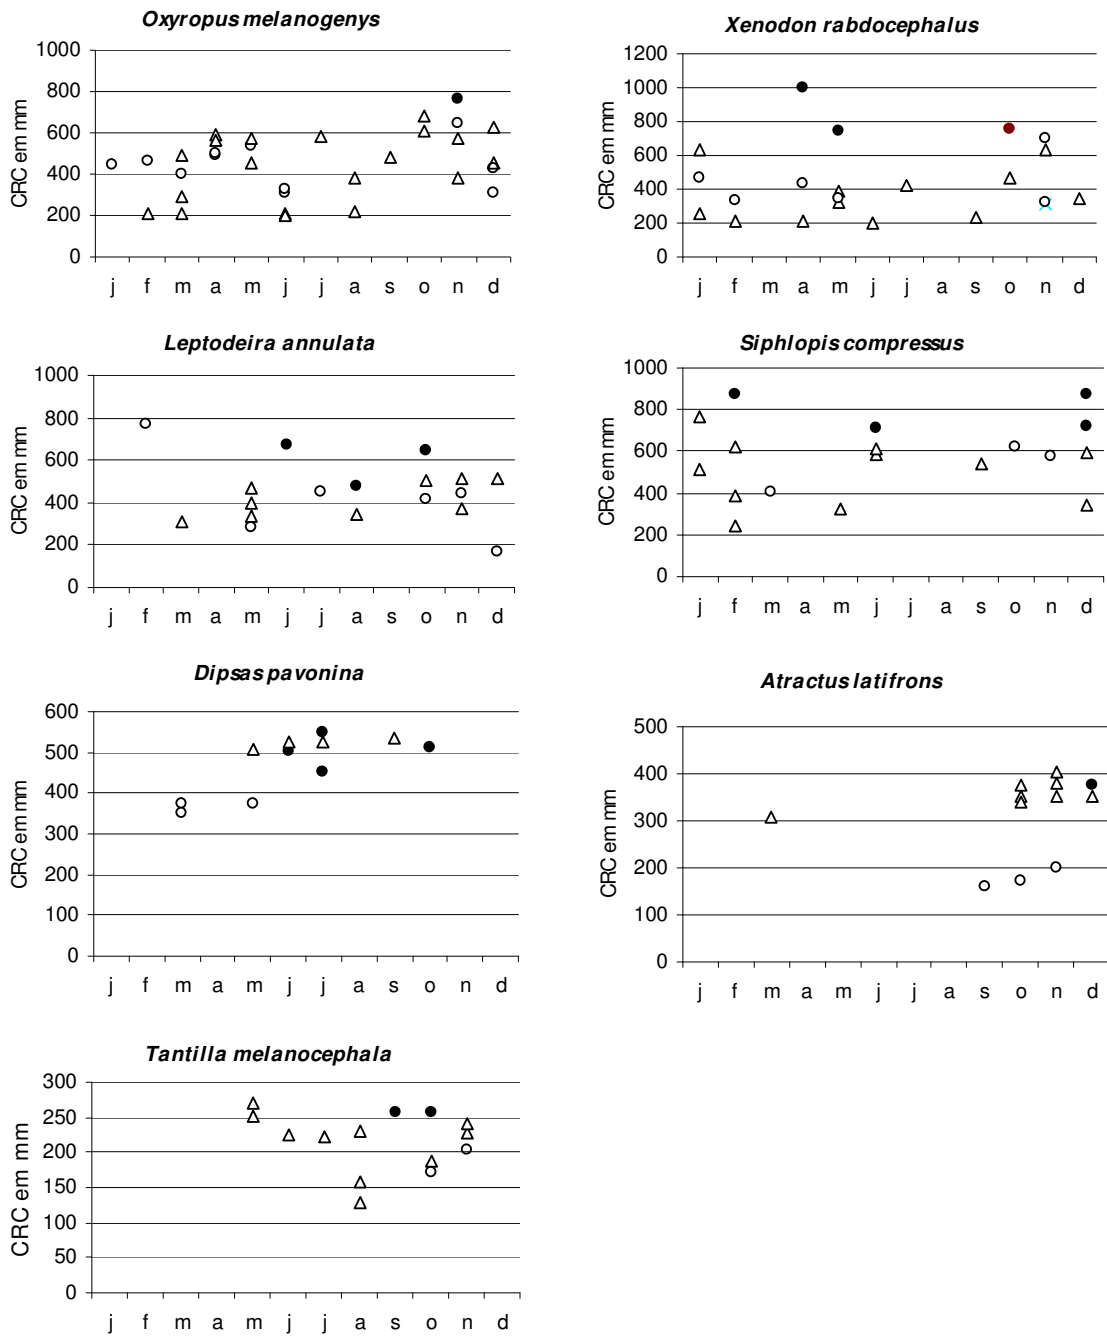 Oxyropus melanogenys
CRC em mm
1000
800
600
400
200
0
j f m a m j j a s o n d
Xenodon rabdocephalus
CRC em mm
1200
1000
800
600
400
200
0
j f m a m j j a s o n d
Leptodeira annulata
CRC em mm
1000
800
600
400
200
0
j f m a m j j a s o n d
Siphlopis compressus
CRC em mm
1000
800
600
400
200
0
j f m a m j j a s o n d
Dipsas pavonina
CRC em mm
600
500
400
300
200
100
0
j f m a m j j a s o n d
Atractus latifrons
CRC em mm
500
400
300
200
100
0
j f m a m j j a s o n d
Tantilla melanocephala
CRC em mm
300
250
200
150
100
50
0
j f m a m j j a s o n d